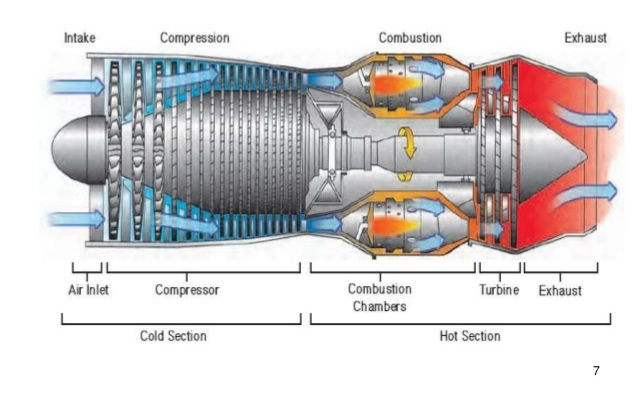 Intake Compression Combustion Exhaust
Air Inlet Compressor Combustion Chambers Turbine Exhaust
Cold Section Hot Section
7